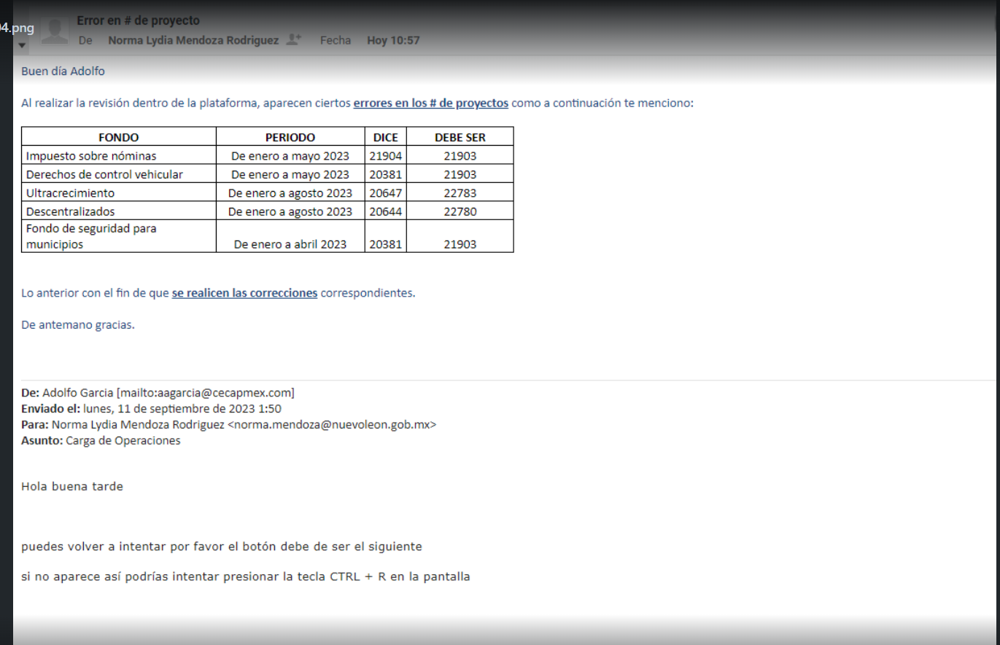 4.png
Error en # de proyecto
De Norma Lydia Mendoza Rodriguez Fecha Hoy 10:57
Buen día Adolfo
Al realizar la revisión dentro de la plataforma, aparecen ciertos errores en los # de proyectos como a continuación te menciono:
FONDO PERIODO DICE DEBE SER
Impuesto sobre nóminas De enero a mayo 2023 21904 21903
Derechos de control vehicular De enero a mayo 2023 20381 21903
Ultracrecimiento De enero a agosto 2023 20647 22783
Descentralizados De enero a agosto 2023 20644 22780
Fondo de seguridad para
municipios De enero a abril 2023 20381 21903
Lo anterior con el fin de que se realicen las correcciones correspondientes.
De antemano gracias.
De: Adolfo Garcia [mailto:aagarcia@cecapmex.com]
Enviado el: lunes, 11 de septiembre de 2023 1:50
Para: Norma Lydia Mendoza Rodriguez <norma.mendoza@nuevoleon.gob.mx>
Asunto: Carga de Operaciones
Hola buena tarde
puedes volver a intentar por favor el botón debe de ser el siguiente
si no aparece así podrías intentar presionar la tecla CTRL + R en la pantalla